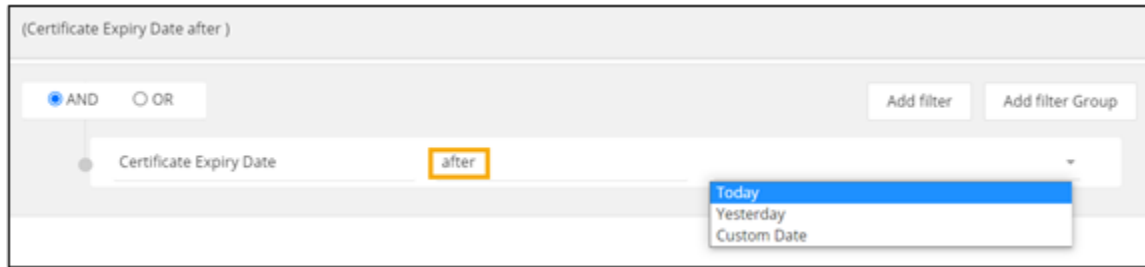 (Certificate Expiry Date after )
AND OR Add filter Add filter Group
Certificate Expiry Date after
Today
Yesterday
Custom Date